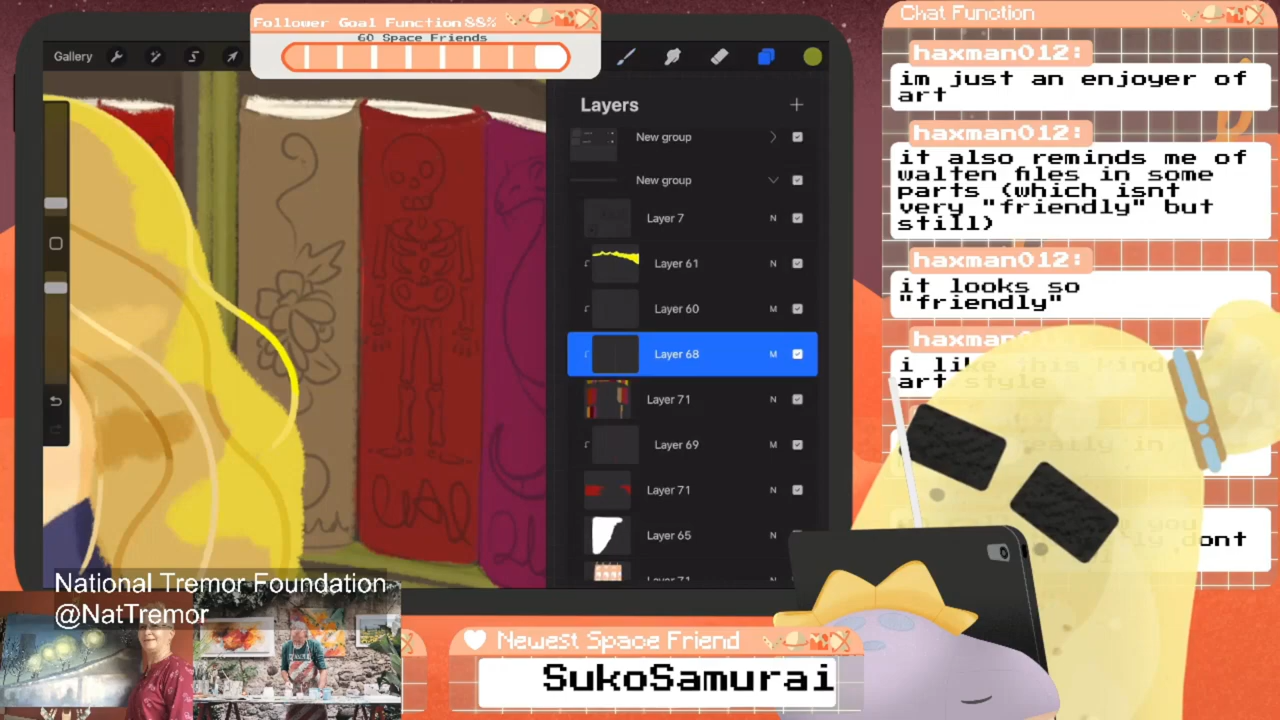 Follower Goal Function 88%
60 Space Friends
Gallery
Layers
New group
New group
Layer 7 N
Layer 61 N
Layer 60 M
Layer 68 M
Layer 71 N
Layer 69 M
Layer 71 N
Layer 65 N
Chat Function
haxman012:
im just an enjoyer of
art
haxman012:
it also reminds me of
walten files in some
parts (which isnt
very "friendly" but
still)
haxman012:
it looks so
"friendly"
i like this kind
art style
in
you
dont
National Tremor Foundation
@NatTremor
Newest Space Friend
SukoSamurai